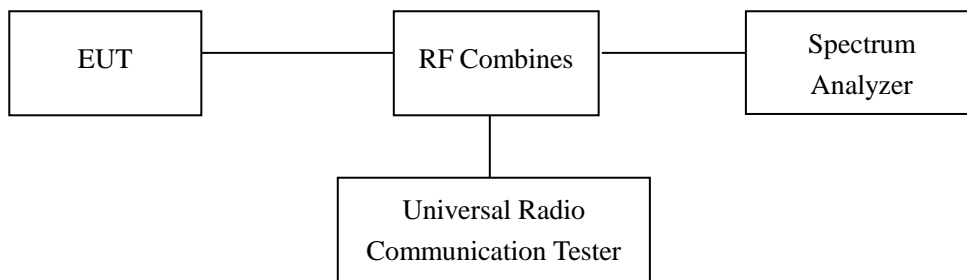 EUT
RF Combines
Spectrum
Analyzer
Universal Radio
Communication Tester